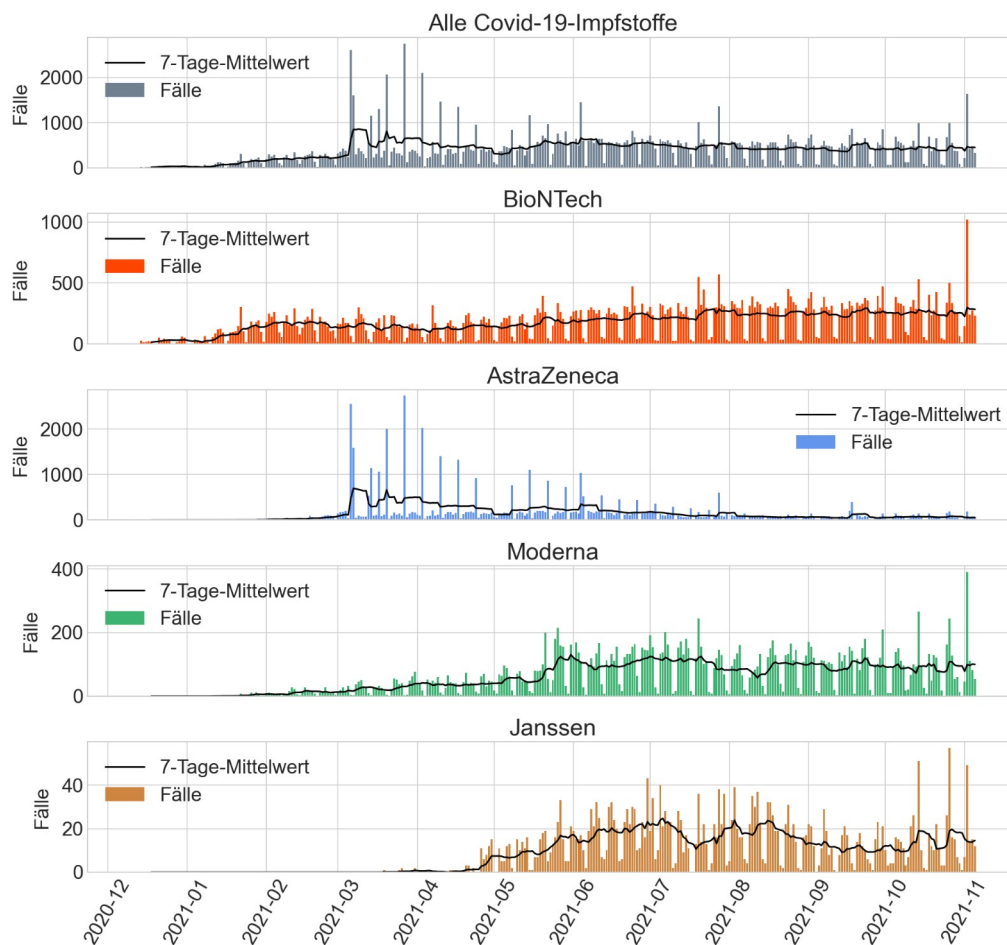 Alle Covid-19-Impfstoffe
Fälle
7-Tage-Mittelwert
Fälle
2000
1000
0
BioNTech
Fälle
7-Tage-Mittelwert
Fälle
1000
500
0
AstraZeneca
Fälle
7-Tage-Mittelwert
Fälle
2000
1000
0
Moderna
Fälle
7-Tage-Mittelwert
Fälle
400
200
0
Janssen
Fälle
7-Tage-Mittelwert
Fälle
40
20
0
2020-12
2021-01
2021-02
2021-03
2021-04
2021-05
2021-06
2021-07
2021-08
2021-09
2021-10
2021-11